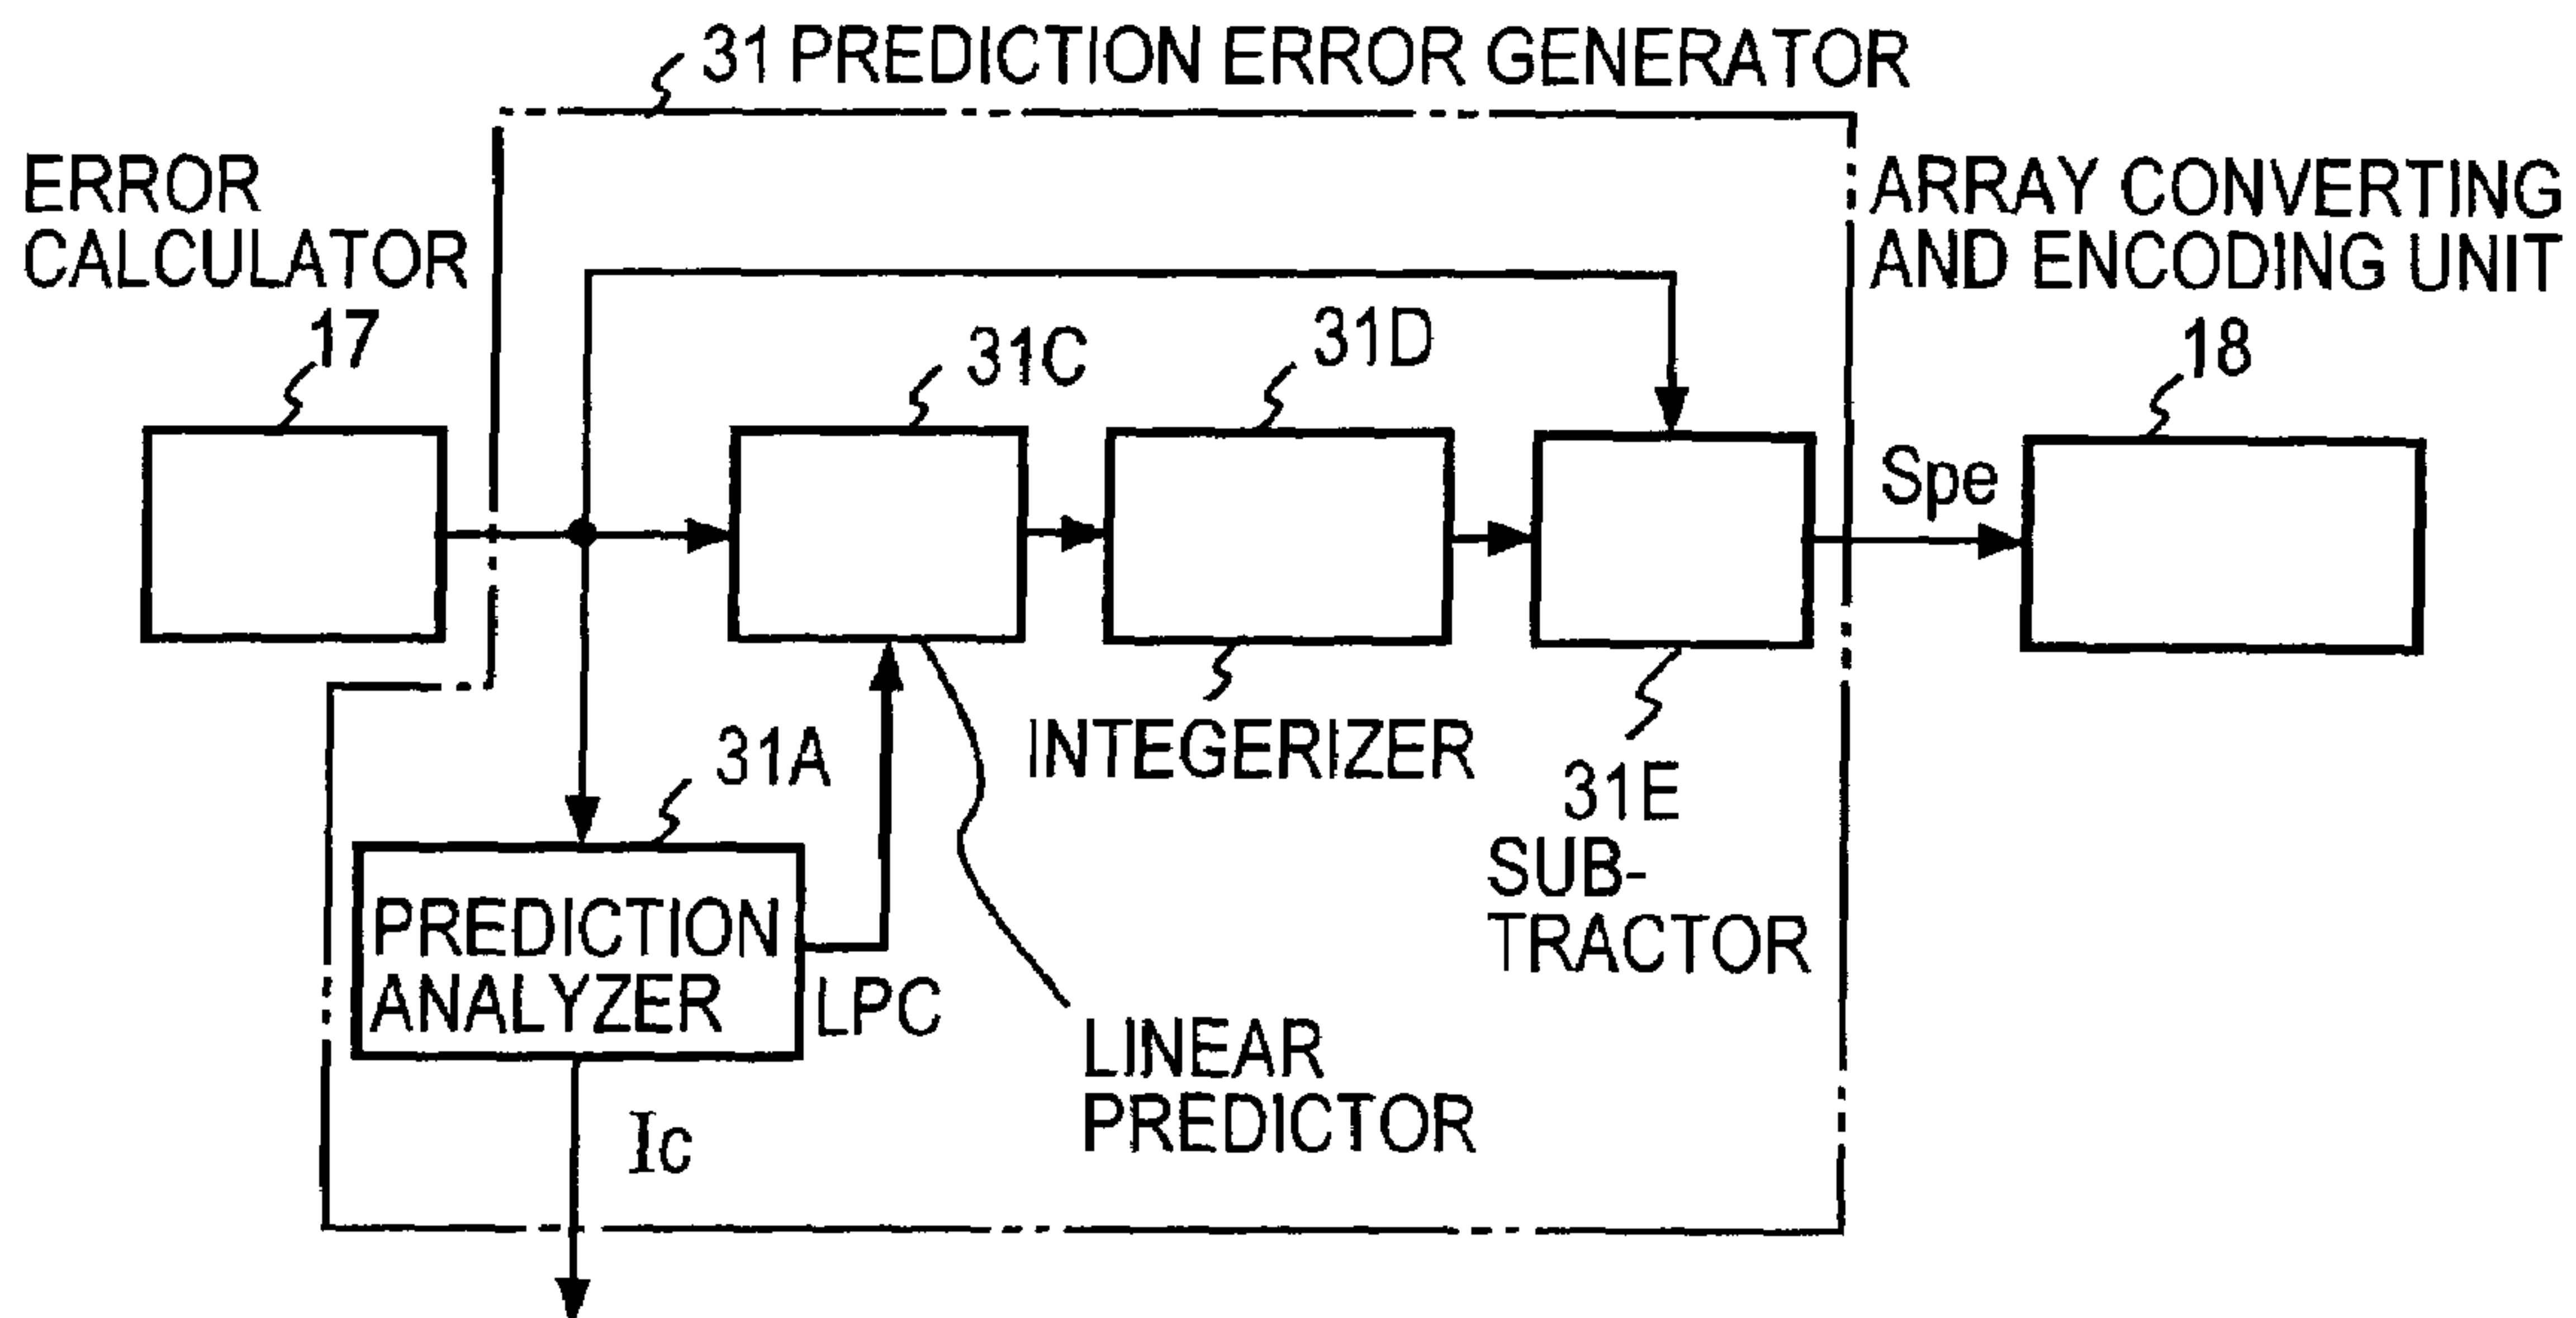 31 PREDICTION ERROR GENERATOR
ERROR
CALCULATOR
17
ARRAY CONVERTING
AND ENCODING UNIT
18
31C
31D
Spe
INTEGERIZER
31E
SUB-
TRACTOR
31A
PREDICTION
ANALYZER
LPC
LINEAR
PREDICTOR
Ic